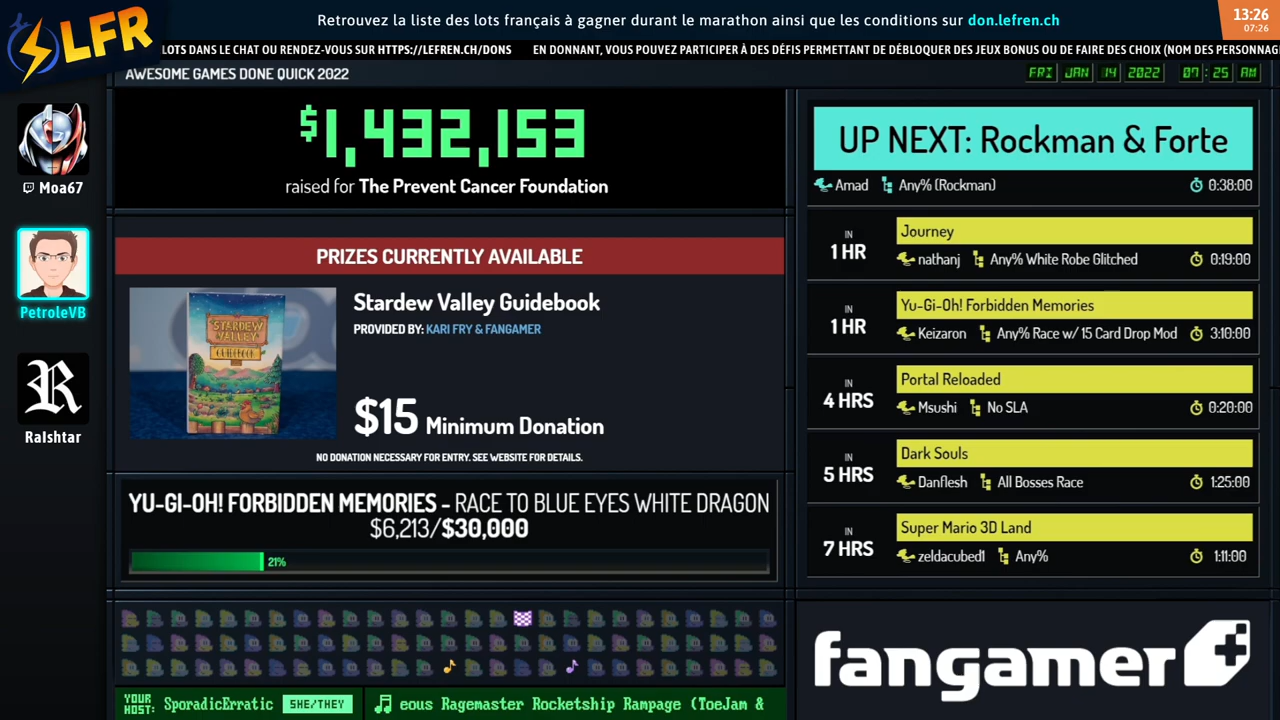 LFR
Retrouvez la liste des lots français à gagner durant le marathon ainsi que les conditions sur don.lefren.ch
13:26
07:26
LOTS DANS LE CHAT OU RENDEZ-VOUS SUR HTTPS://LEFREN.CH/DONS EN DONNANT, VOUS POUVEZ PARTICIPER À DES DÉFIS PERMETTANT DE DÉBLOQUER DES JEUX BONUS OU DE FAIRE DES CHOIX (NOM DES PERSONNAG
AWESOME GAMES DONE QUICK 2022
FRI JAN 14 2022 07:25 AM
Moa67
PetroleVB
R
RaIshtar
$1,432,153
raised for The Prevent Cancer Foundation
PRIZES CURRENTLY AVAILABLE
STARDEW
VALLEY
GUIDEBOOK
Stardew Valley Guidebook
PROVIDED BY: KARI FRY & FANGAMER
$15 Minimum Donation
NO DONATION NECESSARY FOR ENTRY. SEE WEBSITE FOR DETAILS.
YU-GI-OH! FORBIDDEN MEMORIES - RACE TO BLUE EYES WHITE DRAGON
$6,213/$30,000
21%
UP NEXT: Rockman & Forte
Amad Any% (Rockman) 0:38:00
IN
1 HR
Journey
nathanj Any% White Robe Glitched 0:19:00
IN
1 HR
Yu-Gi-Oh! Forbidden Memories
Keizaron Any% Race w/ 15 Card Drop Mod 3:10:00
IN
4 HRS
Portal Reloaded
Msushi No SLA 0:20:00
IN
5 HRS
Dark Souls
Danflesh All Bosses Race 1:25:00
IN
7 HRS
Super Mario 3D Land
zeldacubed1 Any% 1:11:00
fangamer
YOUR
HOST: SporadicErratic SHE/THEY
eous Ragemaster Rocketship Rampage (ToeJam &